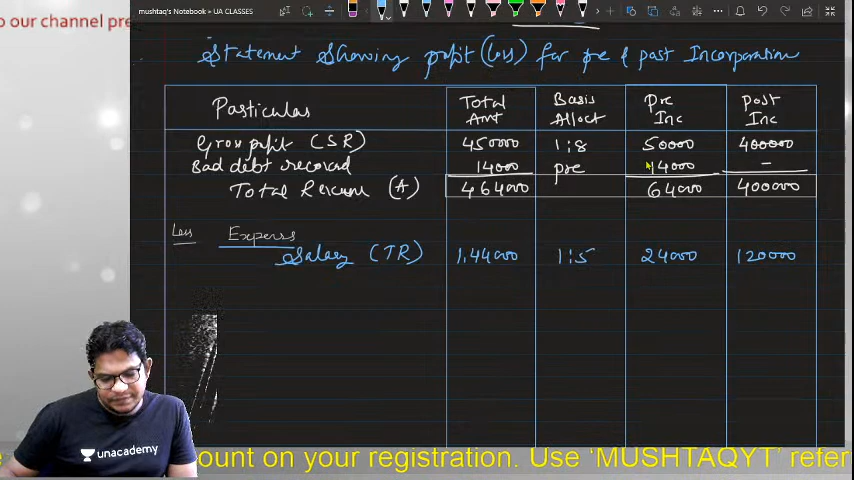 o our channel pre
mushtaq's Notebook » UA CLASSES
Statement Showing profit (loss) for pre & post Incorporation
Particulas Total Amt Basis Alloct Pre Inc post Inc
Gross profit (SR) 450000 1:8 50000 400000
Bad debt recovered 14000 pre 14000 -
Total Revenue (A) 464000 64000 400000
Less Expenses
Salary (TR) 1,44000 1:5 24000 120000
unacademy
ount on your registration. Use ‘MUSHTAQYT’ refer